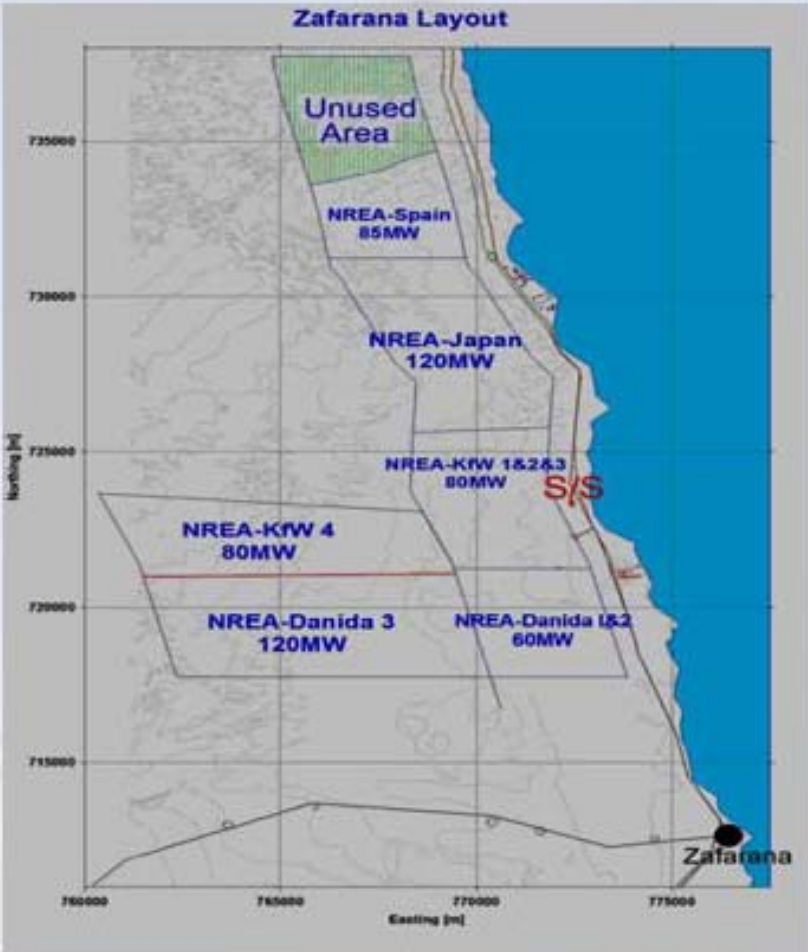 Zafarana Layout
Unused
Area
735000
NREA-Spain
85MW
730000
NREA-Japan
120MW
725000
NREA-KfW 1&2&3
80MW
S/S
Northing [m]
NREA-KfW 4
80MW
720000
NREA-Danida 3
120MW
NREA-Danida I&2
60MW
715000
Zafarana
760000
765000
770000
775000
Easting [m]